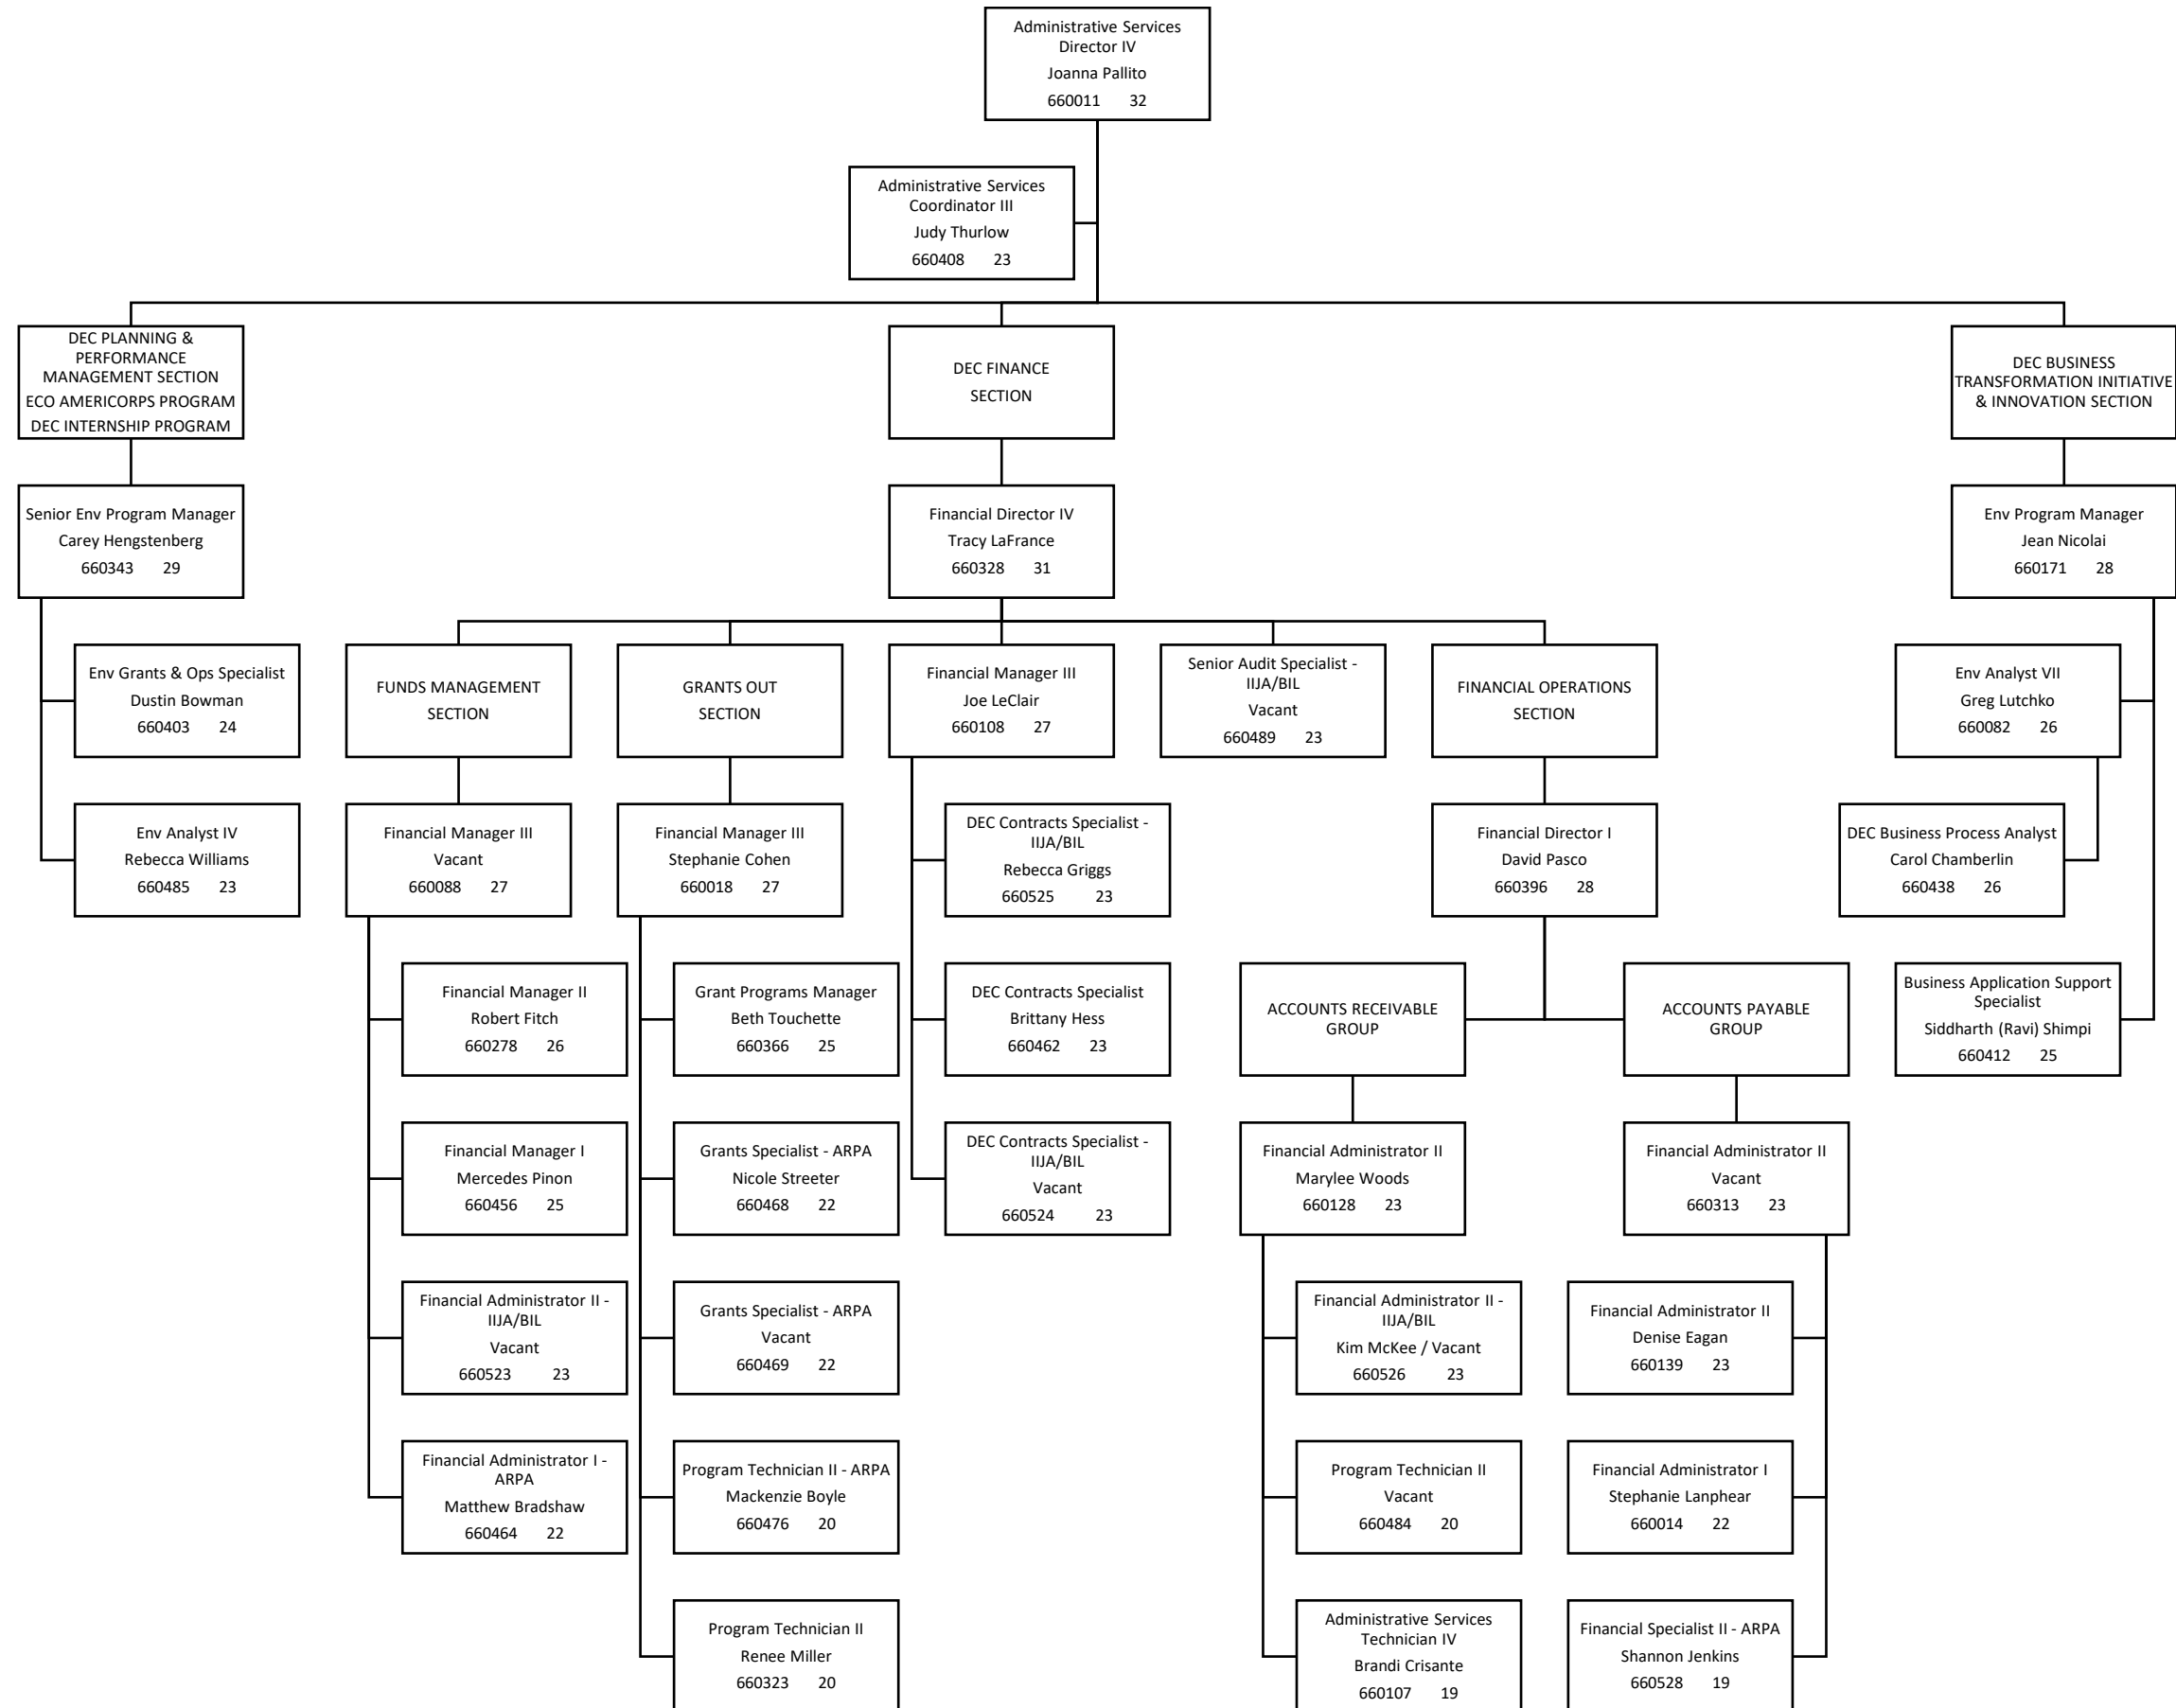 Administrative Services
Director IV
Joanna Pallito
660011 32
Administrative Services
Coordinator III
Judy Thurlow
660408 23
DEC PLANNING &
PERFORMANCE
MANAGEMENT SECTION
ECO AMERICORPS PROGRAM
DEC INTERNSHIP PROGRAM
DEC FINANCE
SECTION
DEC BUSINESS
TRANSFORMATION INITIATIVE
& INNOVATION SECTION
Senior Env Program Manager
Carey Hengstenberg
660343 29
Financial Director IV
Tracy LaFrance
660328 31
Env Program Manager
Jean Nicolai
660171 28
Env Grants & Ops Specialist
Dustin Bowman
660403 24
FUNDS MANAGEMENT
SECTION
GRANTS OUT
SECTION
Financial Manager III
Joe LeClair
660108 27
Senior Audit Specialist -
IIJA/BIL
Vacant
660489 23
FINANCIAL OPERATIONS
SECTION
Env Analyst VII
Greg Lutchko
660082 26
Env Analyst IV
Rebecca Williams
660485 23
Financial Manager III
Vacant
660088 27
Financial Manager III
Stephanie Cohen
660018 27
DEC Contracts Specialist -
IIJA/BIL
Rebecca Griggs
660525 23
Financial Director I
David Pasco
660396 28
DEC Business Process Analyst
Carol Chamberlin
660438 26
Financial Manager II
Robert Fitch
660278 26
Grant Programs Manager
Beth Touchette
660366 25
DEC Contracts Specialist
Brittany Hess
660462 23
ACCOUNTS RECEIVABLE
GROUP
ACCOUNTS PAYABLE
GROUP
Business Application Support
Specialist
Siddharth (Ravi) Shimpi
660412 25
Financial Manager I
Mercedes Pinon
660456 25
Grants Specialist - ARPA
Nicole Streeter
660468 22
DEC Contracts Specialist -
IIJA/BIL
Vacant
660524 23
Financial Administrator II
Marylee Woods
660128 23
Financial Administrator II
Vacant
660313 23
Financial Administrator II -
IIJA/BIL
Vacant
660523 23
Grants Specialist - ARPA
Vacant
660469 22
Financial Administrator II -
IIJA/BIL
Kim McKee / Vacant
660526 23
Financial Administrator II
Denise Eagan
660139 23
Financial Administrator I -
ARPA
Matthew Bradshaw
660464 22
Program Technician II - ARPA
Mackenzie Boyle
660476 20
Program Technician II
Vacant
660484 20
Financial Administrator I
Stephanie Lanphear
660014 22
Program Technician II
Renee Miller
660323 20
Administrative Services
Technician IV
Brandi Crisante
660107 19
Financial Specialist II - ARPA
Shannon Jenkins
660528 19